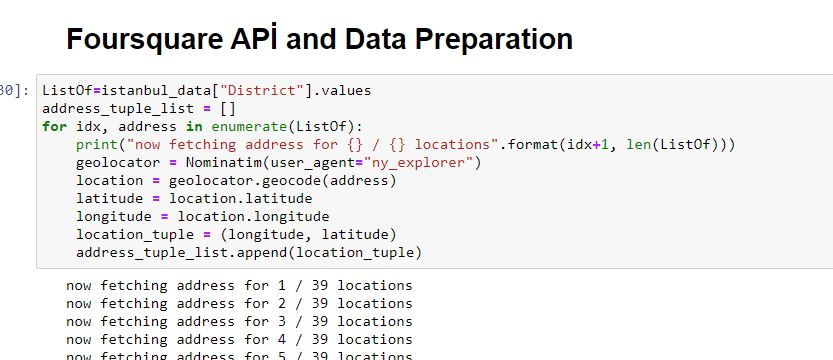 Foursquare APİ and Data Preparation
30]: ListOf=istanbul_data["District"].values
address_tuple_list = []
for idx, address in enumerate(ListOf):
    print("now fetching address for {} / {} locations".format(idx+1, len(ListOf)))
    geolocator = Nominatim(user_agent="ny_explorer")
    location = geolocator.geocode(address)
    latitude = location.latitude
    longitude = location.longitude
    location_tuple = (longitude, latitude)
    address_tuple_list.append(location_tuple)
now fetching address for 1 / 39 locations
now fetching address for 2 / 39 locations
now fetching address for 3 / 39 locations
now fetching address for 4 / 39 locations
now fetching address for 5 / 39 locations